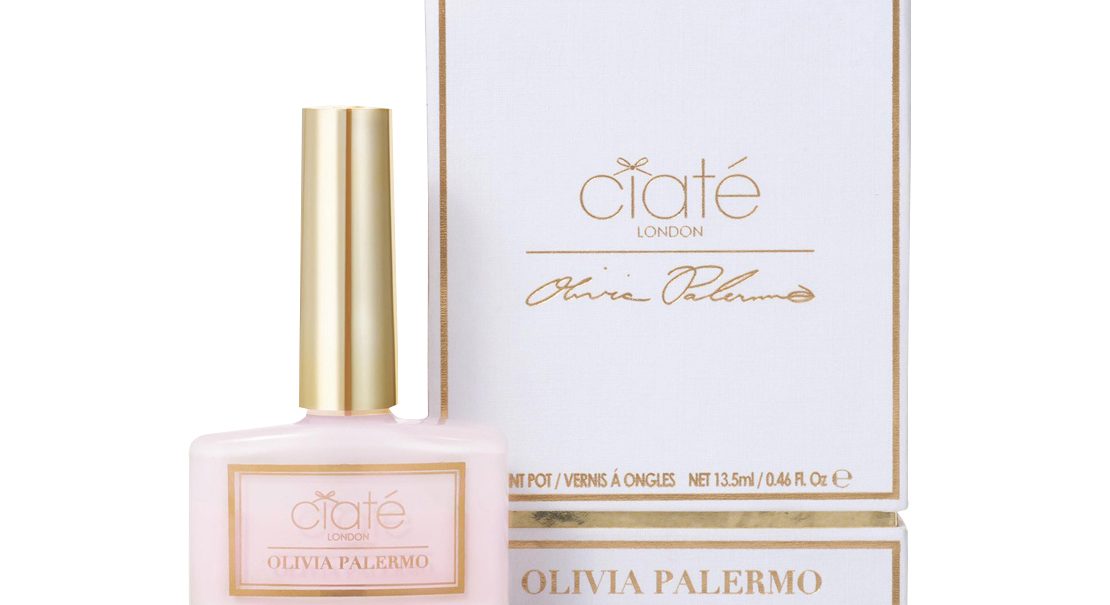 ciaté
LONDON
Olivia Palermo
NT POT / VERNIS Á ONGLES NET 13.5ml / 0.46 Fl. Oz ℮
ciaté
LONDON
OLIVIA PALERMO
OLIVIA PALERMO